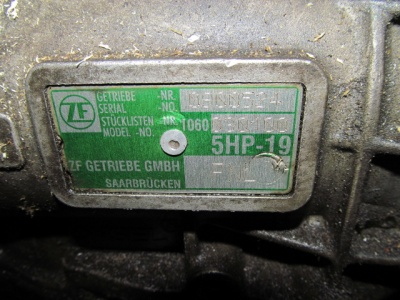 ZF
GETRIEBE -NR.
SERIAL -NO.
STÜCKLISTEN -NR.
MODEL -NO. 1060
5HP-19
ZF GETRIEBE GMBH
SAARBRÜCKEN